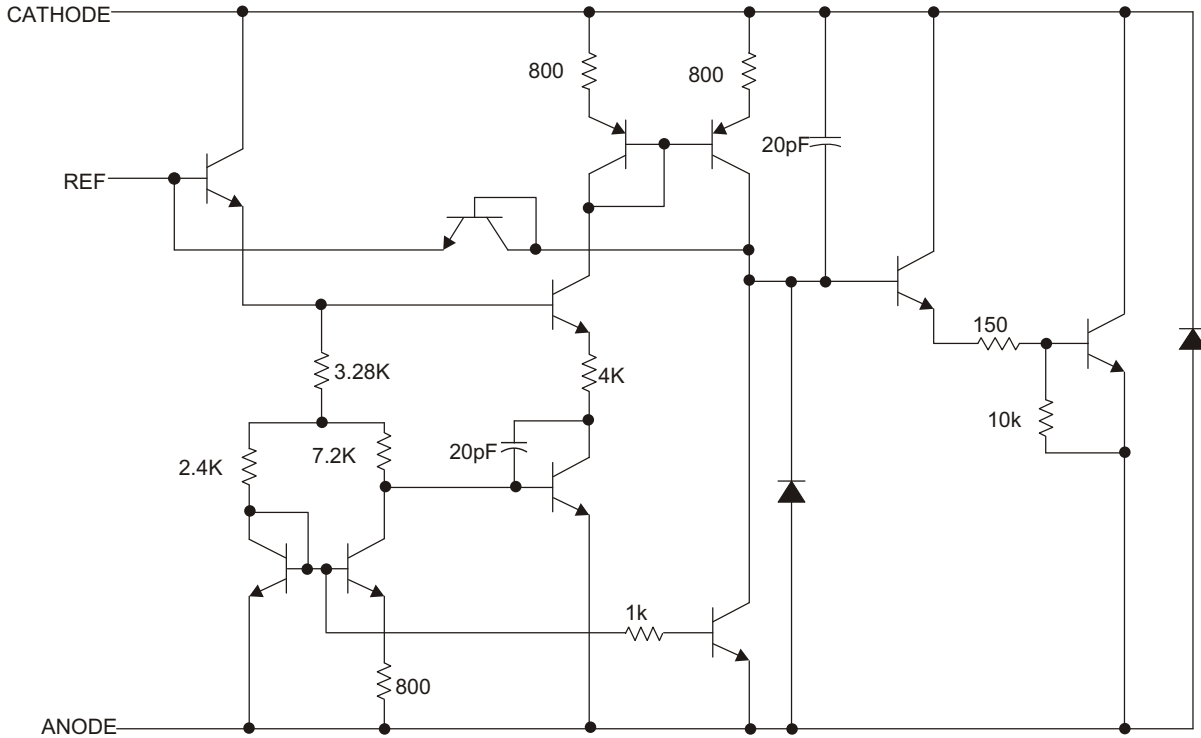 CATHODE
800
800
20pF
REF
150
3.28K
4K
10k
20pF
7.2K
2.4K
1k
800
ANODE